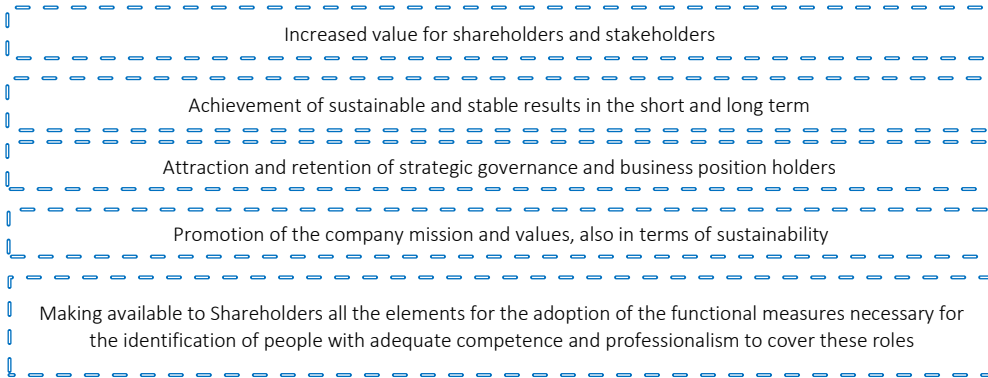 Increased value for shareholders and stakeholders
Achievement of sustainable and stable results in the short and long term
Attraction and retention of strategic governance and business position holders
Promotion of the company mission and values, also in terms of sustainability
Making available to Shareholders all the elements for the adoption of the functional measures necessary for
the identification of people with adequate competence and professionalism to cover these roles